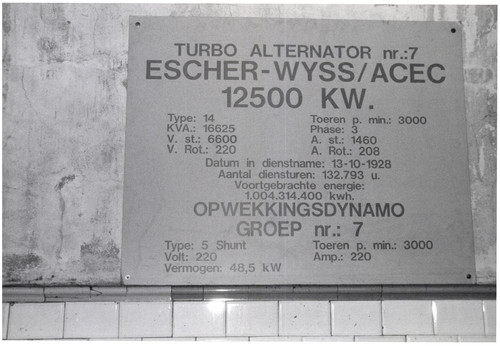 TURBO ALTERNATOR nr.:7
ESCHER-WYSS/ACEC
12500 KW.
Type: 14 Toeren p. min.: 3000
KVA.: 16625 Phase: 3
V. st.: 6600 A. st.: 1460
V. Rot.: 220 A. Rot.: 208
Datum in dienstname: 13-10-1928
Aantal diensturen: 132.793 u.
Voortgebrachte energie:
1.004.314.400 kwh.
OPWEKKINGSDYNAMO
GROEP nr.: 7
Type: 5 Shunt Toeren p. min.: 3000
Volt: 220 Amp.: 220
Vermogen: 48,5 kW